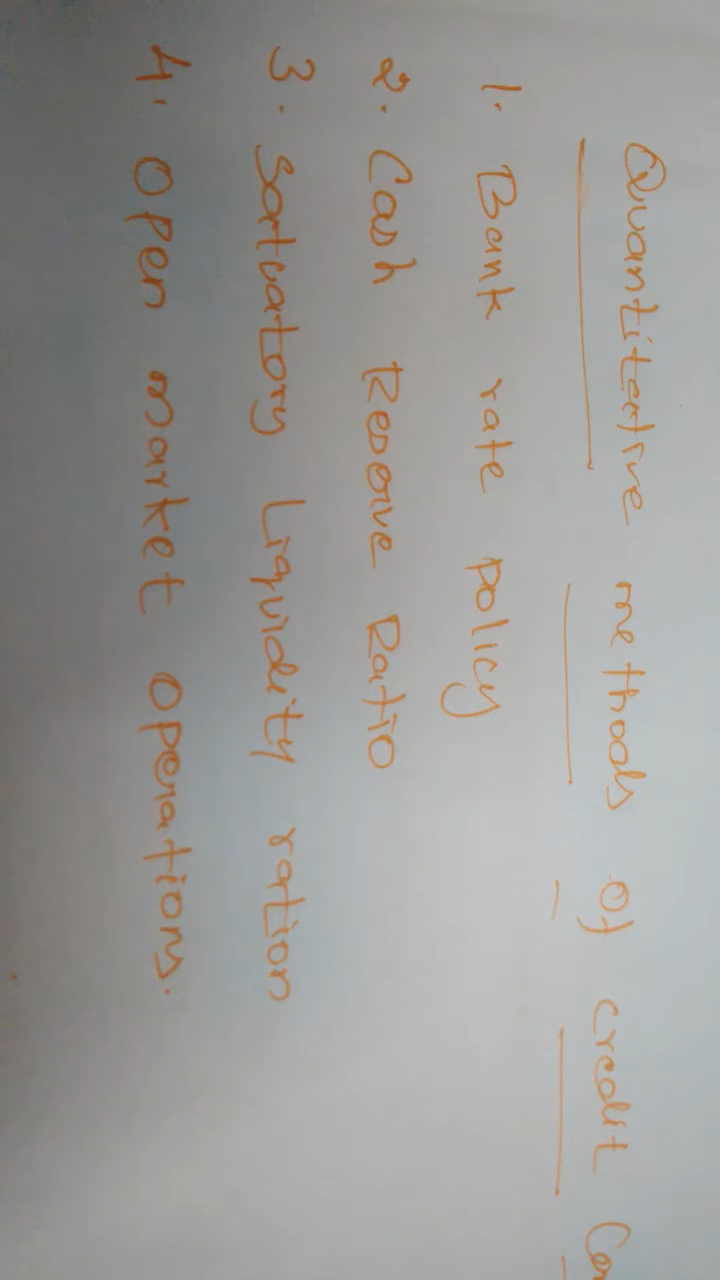 Quantitative methods of credit
1. Bank rate policy
2. Cash Reserve Ratio
3. Sartuatory Liquidity ration
4. Open market operations.